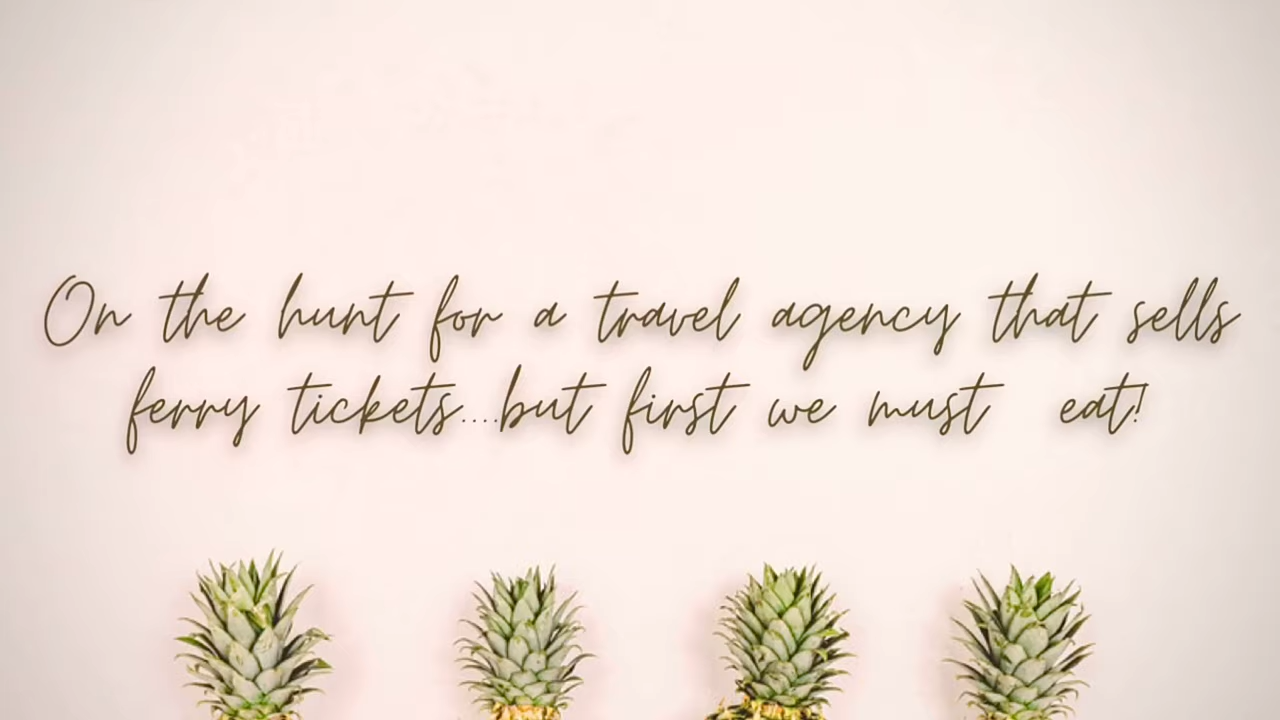 On the hunt for a travel agency that sells
ferry tickets....but first we must eat!